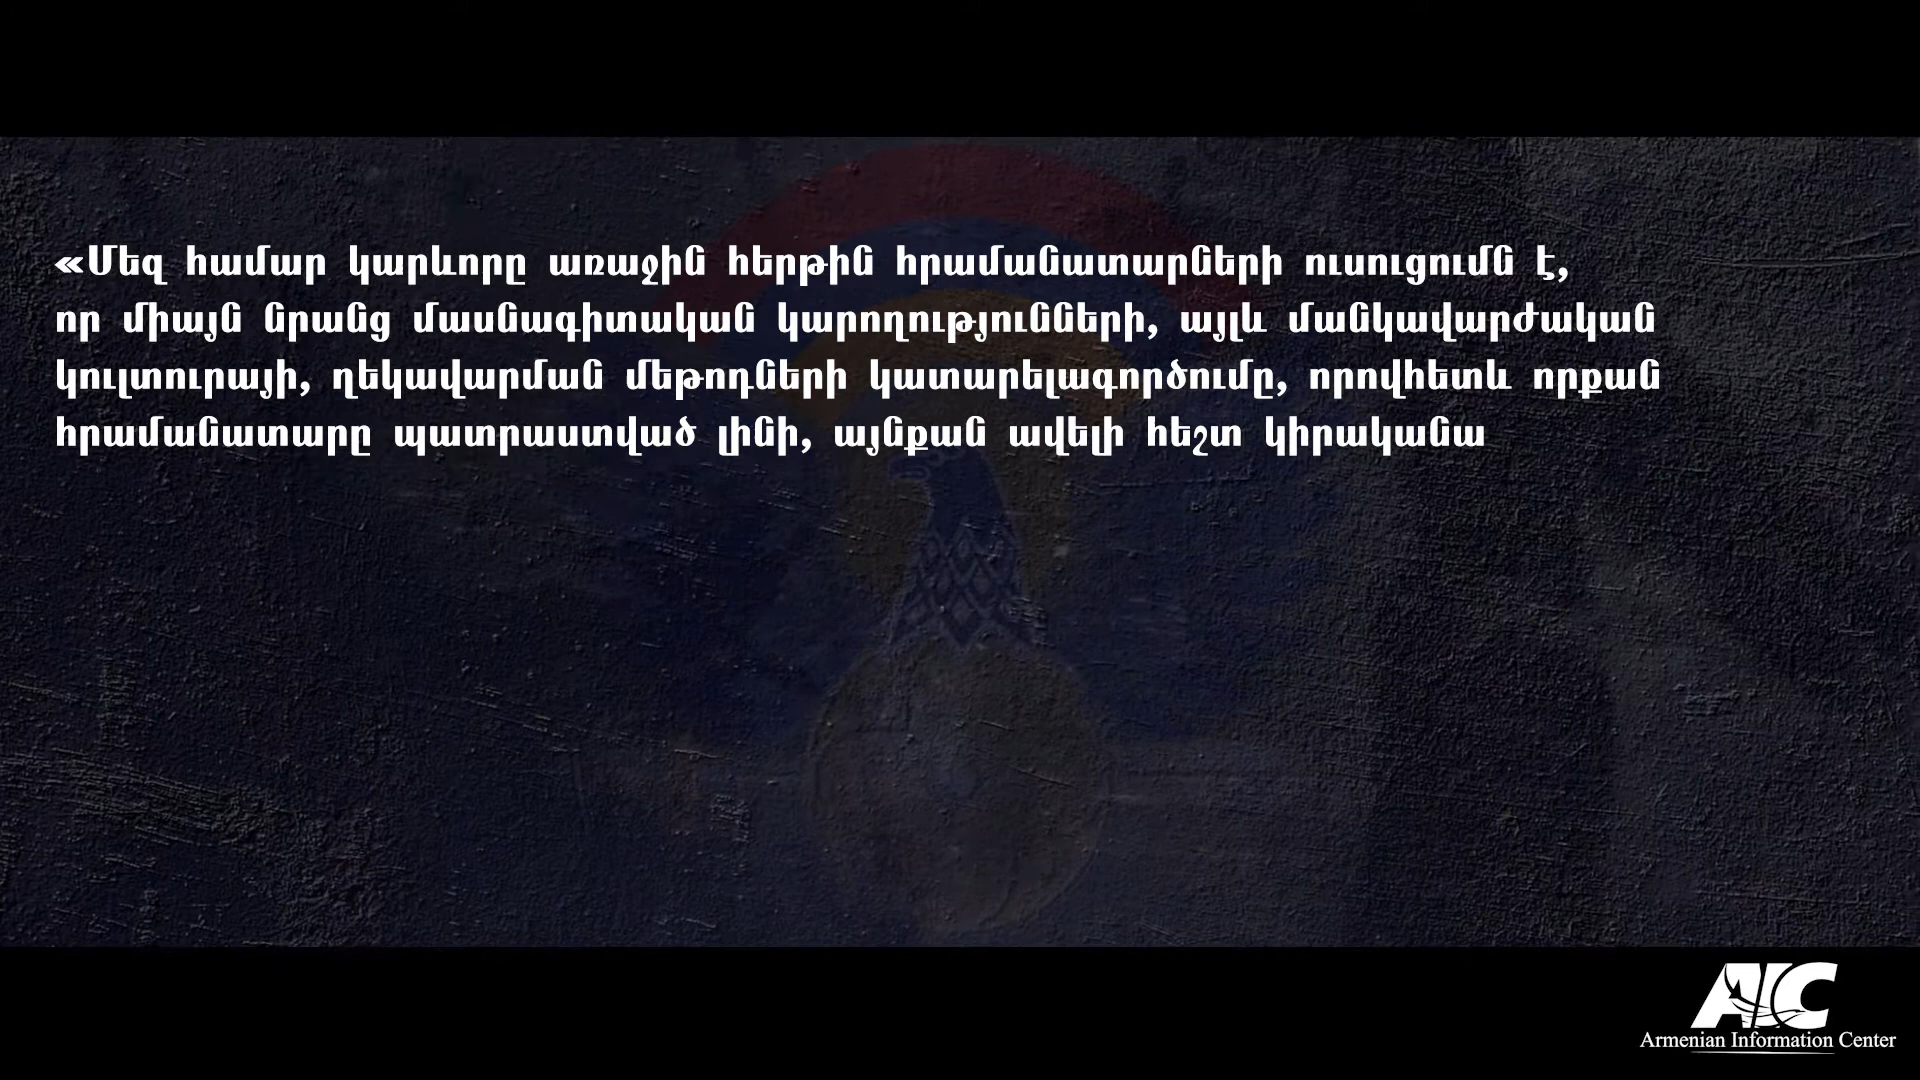 «Մեզ համար կարևորը առաջին հերթին հրամանատարների ուսուցումն է,
որ միայն նրանց մասնագիտական կարողությունների, այլև մանկավարժական
կուլտուրայի, ղեկավարման մեթոդների կատարելագործումը, որովհետև որքան
հրամանատարը պատրաստված լինի, այնքան ավելի հեշտ կիրականա
AIC
Armenian Information Center